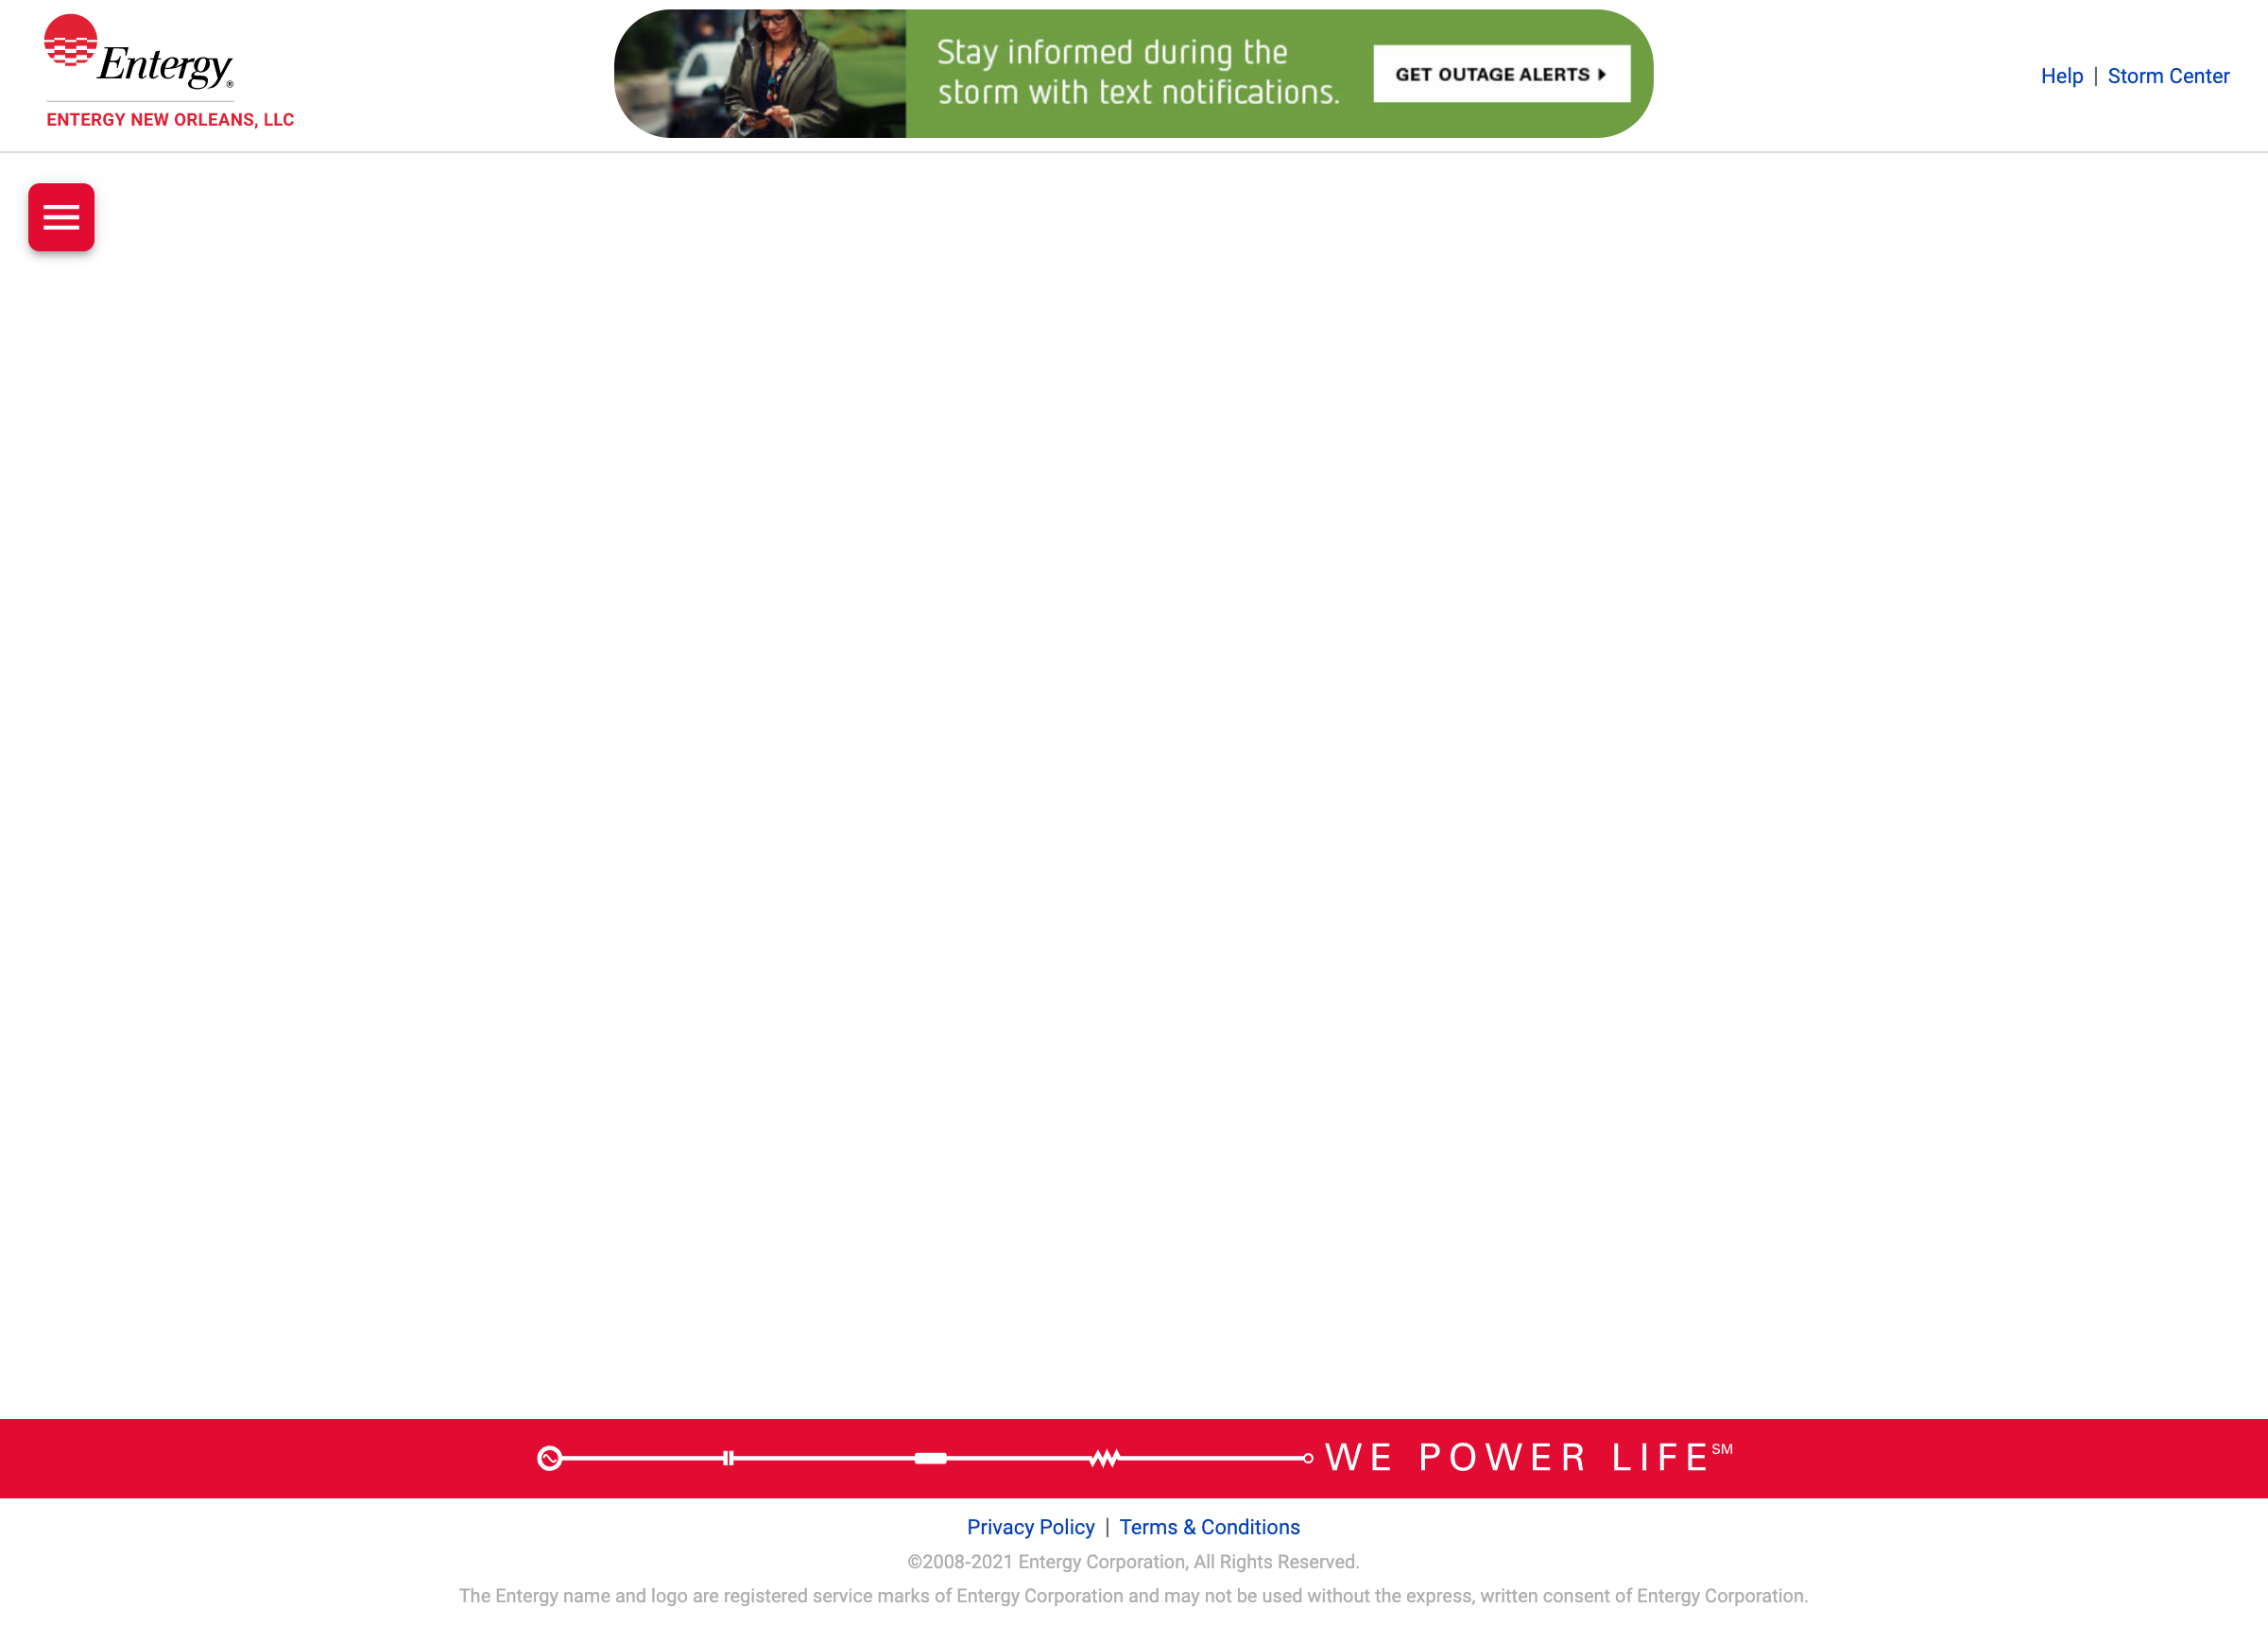 Entergy®
ENTERGY NEW ORLEANS, LLC
Stay informed during the
storm with text notifications.
GET OUTAGE ALERTS
Help | Storm Center
WE POWER LIFE℠
Privacy Policy | Terms & Conditions
©2008-2021 Entergy Corporation, All Rights Reserved.
The Entergy name and logo are registered service marks of Entergy Corporation and may not be used without the express, written consent of Entergy Corporation.